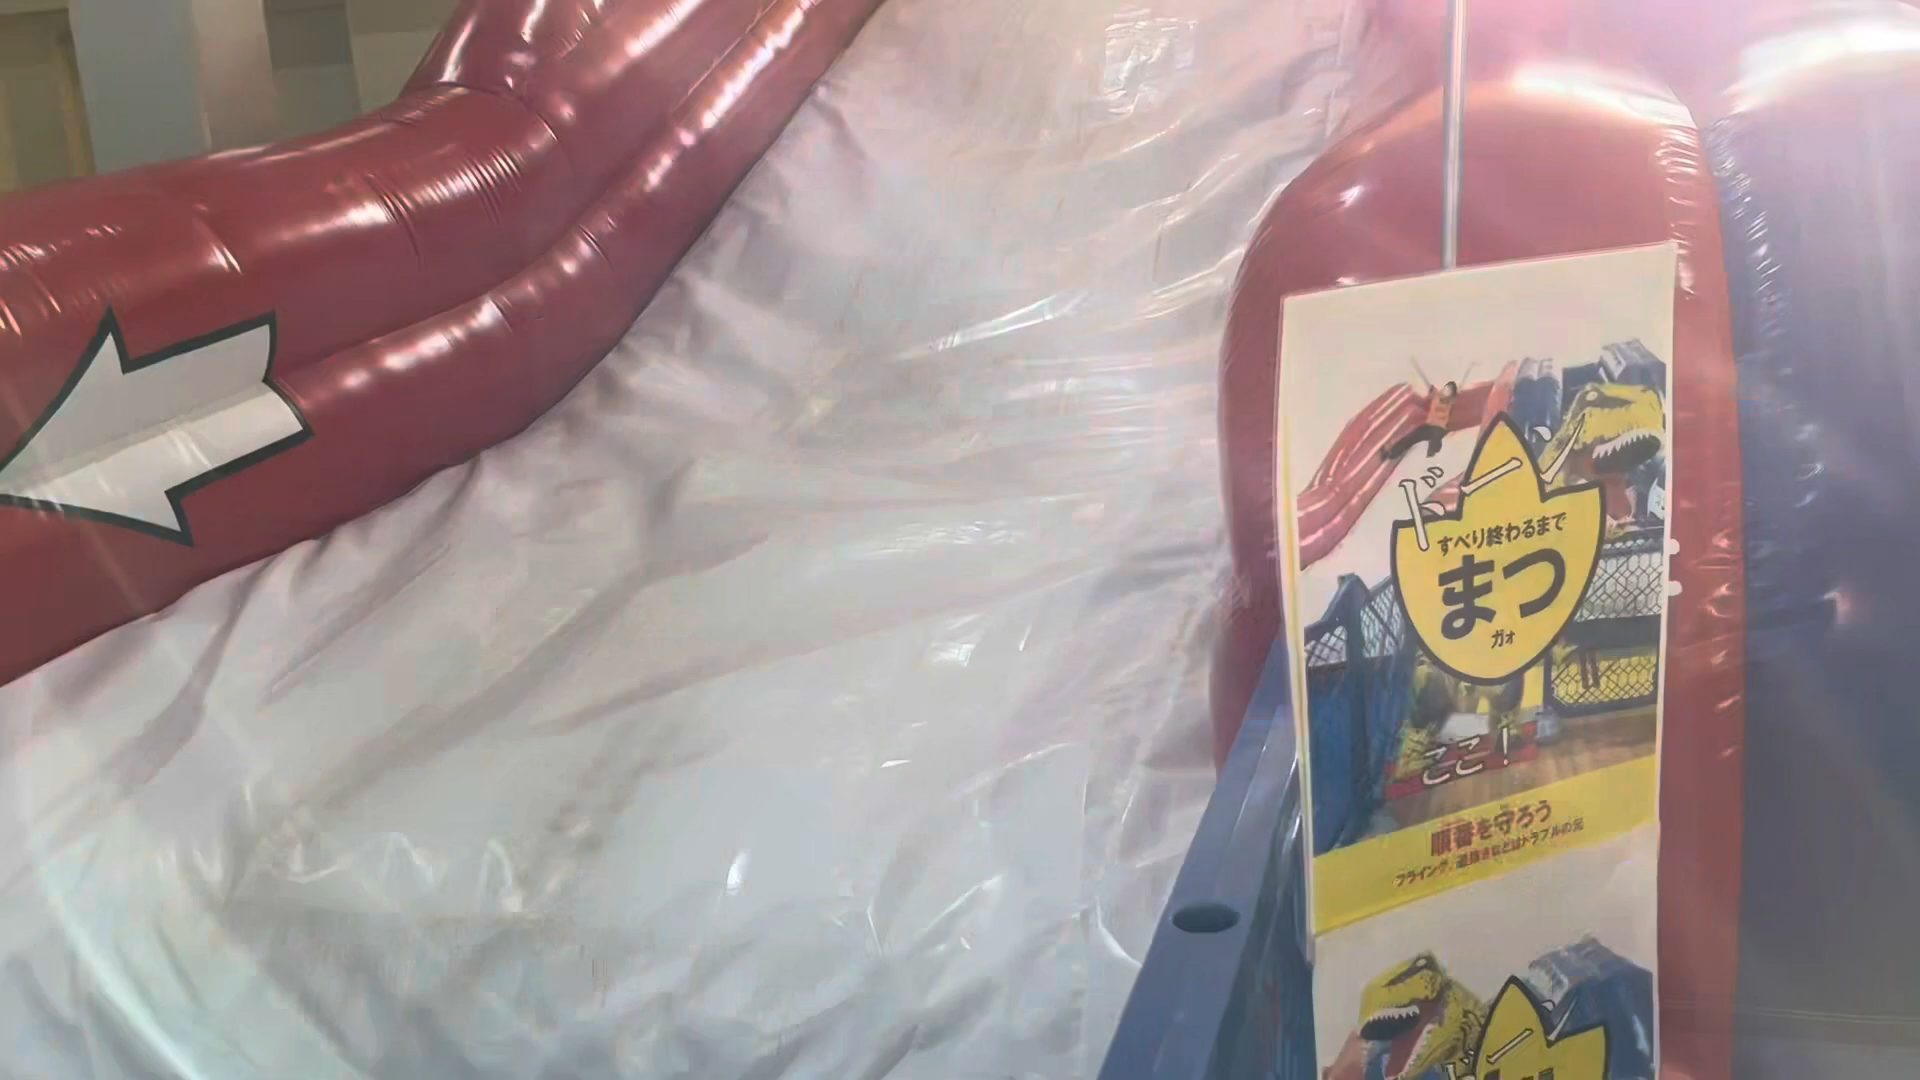 ドーン
すべり終わるまで
まつ
ガォ
ここ！
順番を守ろう
フライング、追抜きなどはトラブルの元
ドーン